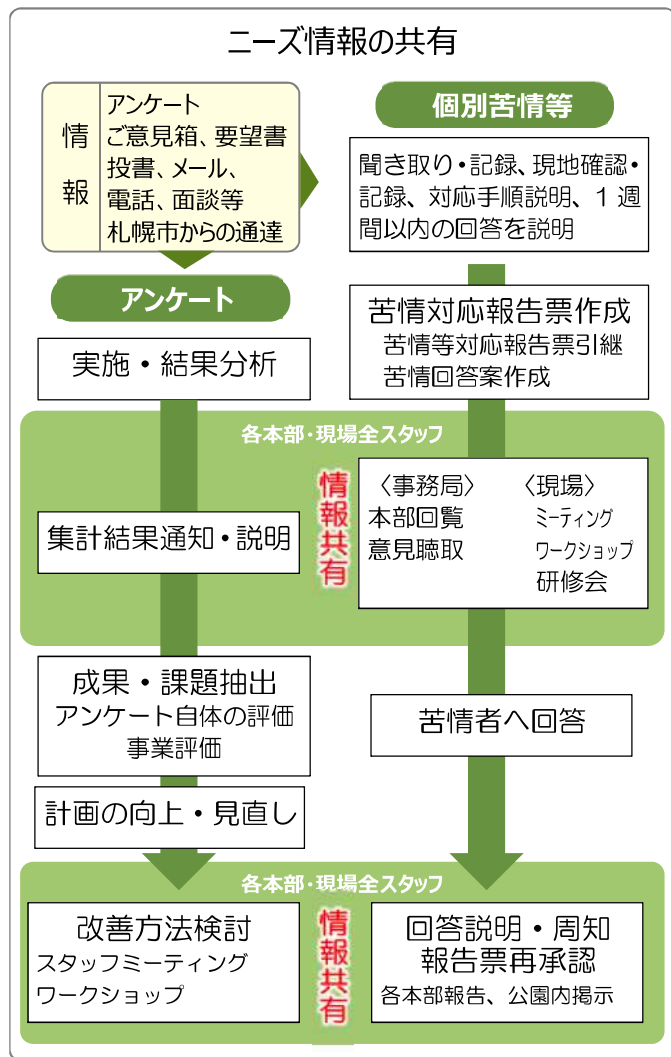 ニーズ情報の共有
情報
アンケート
ご意見箱、要望書
投書、メール、
電話、面談等
札幌市からの通達
個別苦情等
聞き取り・記録、現地確認・
記録、対応手順説明、1週
間以内の回答を説明
アンケート
実施・結果分析
苦情対応報告票作成
苦情等対応報告票引継
苦情回答案作成
各本部・現場全スタッフ
集計結果通知・説明
情報共有
〈事務局〉
本部回覧
意見聴取
〈現場〉
ミーティング
ワークショップ
研修会
成果・課題抽出
アンケート自体の評価
事業評価
計画の向上・見直し
苦情者へ回答
各本部・現場全スタッフ
改善方法検討
スタッフミーティング
ワークショップ
情報共有
回答説明・周知
報告票再承認
各本部報告、公園内掲示